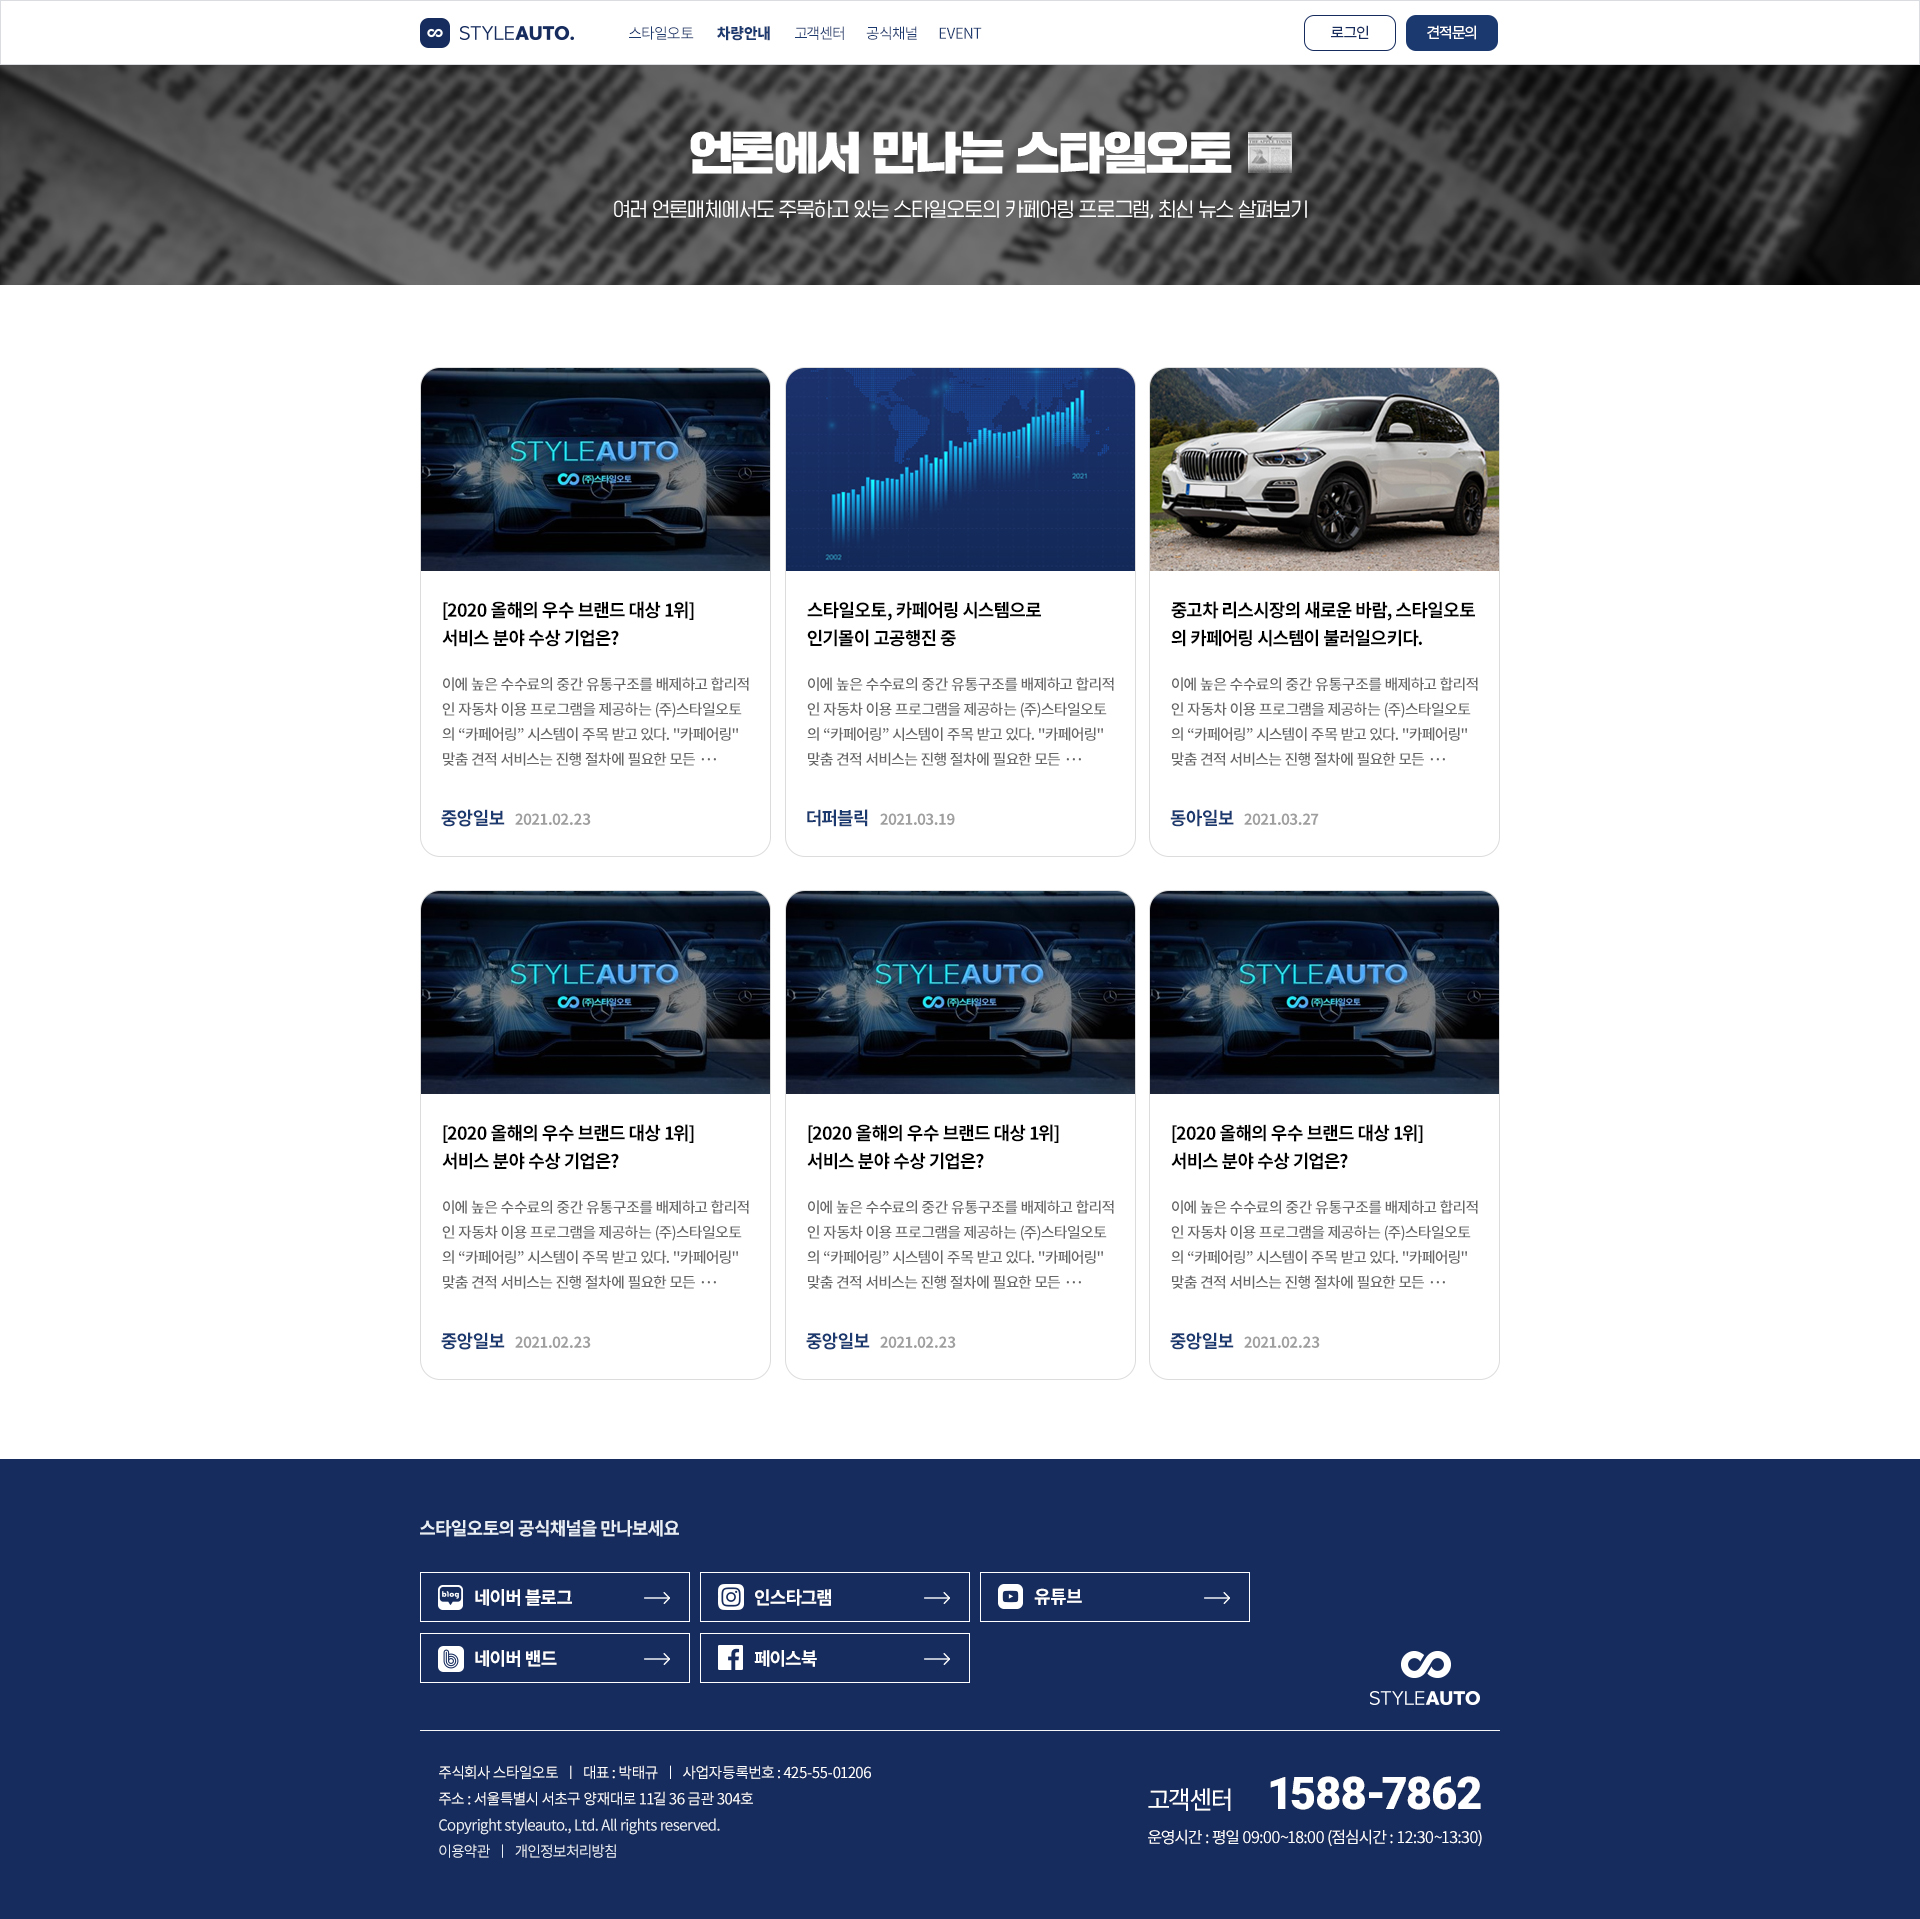 STYLEAUTO.
스타일오토 차량안내 고객센터 공식채널 EVENT
로그인 견적문의
언론에서 만나는 스타일오토
여러 언론매체에서도 주목하고 있는 스타일오토의 카페어링 프로그램, 최신 뉴스 살펴보기
STYLEAUTO
(주)스타일오토
[2020 올해의 우수 브랜드 대상 1위]
서비스 분야 수상 기업은?
이에 높은 수수료의 중간 유통구조를 배제하고 합리적
인 자동차 이용 프로그램을 제공하는 (주)스타일오토
의 “카페어링” 시스템이 주목 받고 있다. "카페어링"
맞춤 견적 서비스는 진행 절차에 필요한 모든 ···
중앙일보 2021.02.23
2021
2002
스타일오토, 카페어링 시스템으로
인기몰이 고공행진 중
이에 높은 수수료의 중간 유통구조를 배제하고 합리적
인 자동차 이용 프로그램을 제공하는 (주)스타일오토
의 “카페어링” 시스템이 주목 받고 있다. "카페어링"
맞춤 견적 서비스는 진행 절차에 필요한 모든 ···
더퍼블릭 2021.03.19
중고차 리스시장의 새로운 바람, 스타일오토
의 카페어링 시스템이 불러일으키다.
이에 높은 수수료의 중간 유통구조를 배제하고 합리적
인 자동차 이용 프로그램을 제공하는 (주)스타일오토
의 “카페어링” 시스템이 주목 받고 있다. "카페어링"
맞춤 견적 서비스는 진행 절차에 필요한 모든 ···
동아일보 2021.03.27
STYLEAUTO
(주)스타일오토
[2020 올해의 우수 브랜드 대상 1위]
서비스 분야 수상 기업은?
이에 높은 수수료의 중간 유통구조를 배제하고 합리적
인 자동차 이용 프로그램을 제공하는 (주)스타일오토
의 “카페어링” 시스템이 주목 받고 있다. "카페어링"
맞춤 견적 서비스는 진행 절차에 필요한 모든 ···
중앙일보 2021.02.23
STYLEAUTO
(주)스타일오토
[2020 올해의 우수 브랜드 대상 1위]
서비스 분야 수상 기업은?
이에 높은 수수료의 중간 유통구조를 배제하고 합리적
인 자동차 이용 프로그램을 제공하는 (주)스타일오토
의 “카페어링” 시스템이 주목 받고 있다. "카페어링"
맞춤 견적 서비스는 진행 절차에 필요한 모든 ···
중앙일보 2021.02.23
STYLEAUTO
(주)스타일오토
[2020 올해의 우수 브랜드 대상 1위]
서비스 분야 수상 기업은?
이에 높은 수수료의 중간 유통구조를 배제하고 합리적
인 자동차 이용 프로그램을 제공하는 (주)스타일오토
의 “카페어링” 시스템이 주목 받고 있다. "카페어링"
맞춤 견적 서비스는 진행 절차에 필요한 모든 ···
중앙일보 2021.02.23
스타일오토의 공식채널을 만나보세요
blog 네이버 블로그
인스타그램
유튜브
네이버 밴드
페이스북
STYLEAUTO
주식회사 스타일오토 | 대표 : 박태규 | 사업자등록번호 : 425-55-01206
주소 : 서울특별시 서초구 양재대로 11길 36 금관 304호
Copyright styleauto., Ltd. All rights reserved.
이용약관 | 개인정보처리방침
고객센터 1588-7862
운영시간 : 평일 09:00~18:00 (점심시간 : 12:30~13:30)